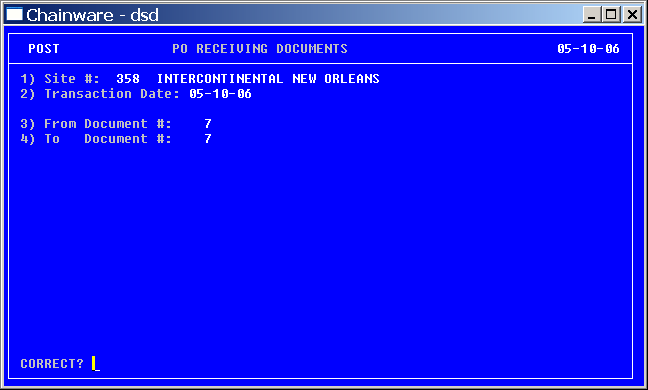 Chainware - dsd
POST PO RECEIVING DOCUMENTS 05-10-06
1) Site #: 358 INTERCONTINENTAL NEW ORLEANS
2) Transaction Date: 05-10-06
3) From Document #: 7
4) To Document #: 7
CORRECT?